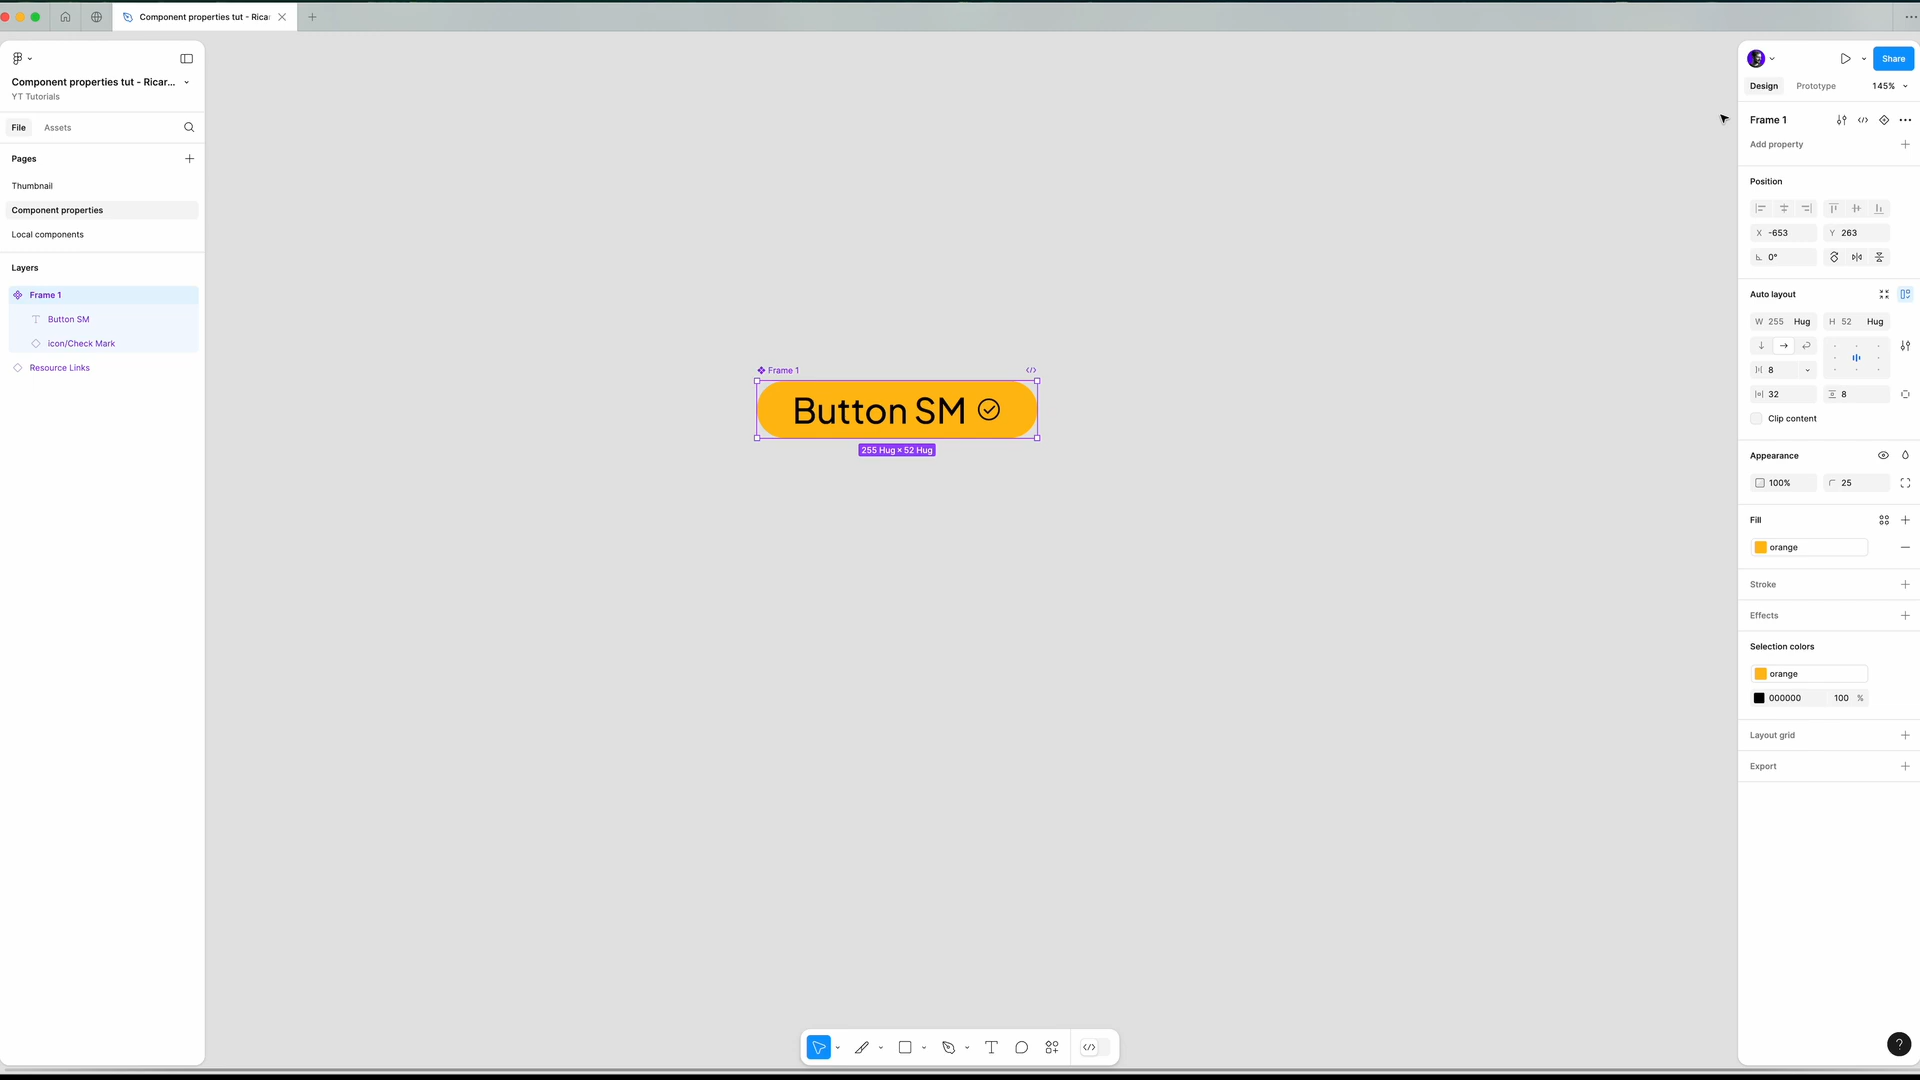 Component properties tut - Ricar
Component properties tut - Ricar...
YT Tutorials
File
Assets
Pages
Thumbnail
Component properties
Local components
Layers
Frame 1
Button SM
icon/Check Mark
Resource Links
Frame 1
Button SM
255 Hug × 52 Hug
Share
Design
Prototype
145%
Frame 1
Add property
Position
X -653
Y 263
0°
Auto layout
W 255 Hug
H 52 Hug
8
32
8
Clip content
Appearance
100%
25
Fill
orange
Stroke
Effects
Selection colors
orange
000000 100 %
Layout grid
Export
?